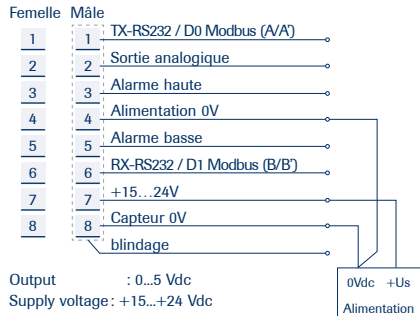 Femelle Mâle
1 1 TX-RS232 / D0 Modbus (A/A')
2 2 Sortie analogique
3 3 Alarme haute
4 4 Alimentation 0V
5 5 Alarme basse
6 6 RX-RS232 / D1 Modbus (B/B')
7 7 +15...24V
8 8 Capteur 0V
blindage
Output : 0...5 Vdc
Supply voltage : +15...+24 Vdc
0Vdc +Us
Alimentation